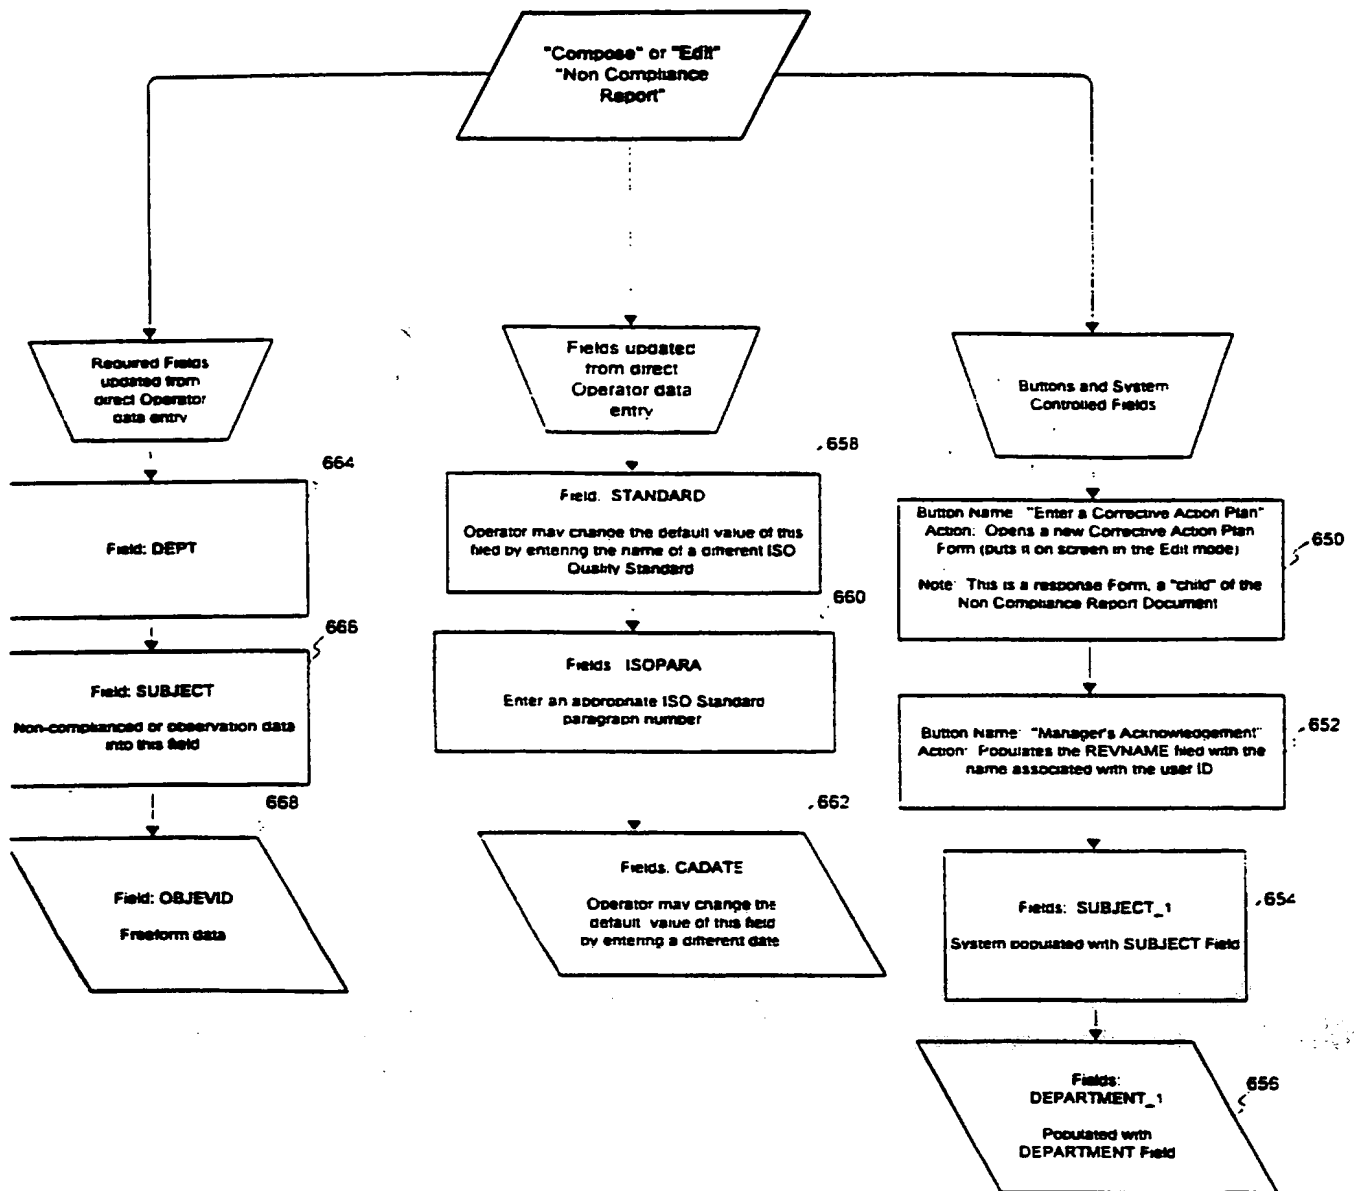 "Compose" or "Edit"
"Non Compliance
Report"
Required Fields
updated from
direct Operator
data entry
664
Field: DEPT
666
Field: SUBJECT
Non-complianced or observation data
into this field
668
Field: OBJEVID
Freeform data
Fields updated
from direct
Operator data
entry
658
Field: STANDARD
Operator may change the default value of this
filed by entering the name of a different ISO
Quality Standard
660
Fields: ISOPARA
Enter an appropriate ISO Standard
paragraph number
662
Fields: CADATE
Operator may change the
default value of this field
by entering a different date
Buttons and System
Controlled Fields
Button Name: "Enter a Corrective Action Plan"
Action: Opens a new Corrective Action Plan
Form (puts it on screen in the Edit mode)
Note: This is a response Form, a "child" of the
Non Compliance Report Document
650
Button Name: "Manager's Acknowledgement"
Action: Populates the REVNAME filed with the
name associated with the user ID
652
Fields: SUBJECT_1
System populated with SUBJECT Field
654
Fields:
DEPARTMENT_1
Populated with
DEPARTMENT Field
656